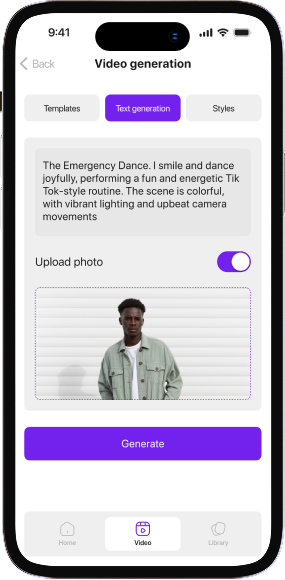 9:41
Back
Video generation
Templates
Text generation
Styles
The Emergency Dance. I smile and dance
joyfully, performing a fun and energetic Tik
Tok-style routine. The scene is colorful,
with vibrant lighting and upbeat camera
movements
Upload photo
Generate
Home
Video
Library